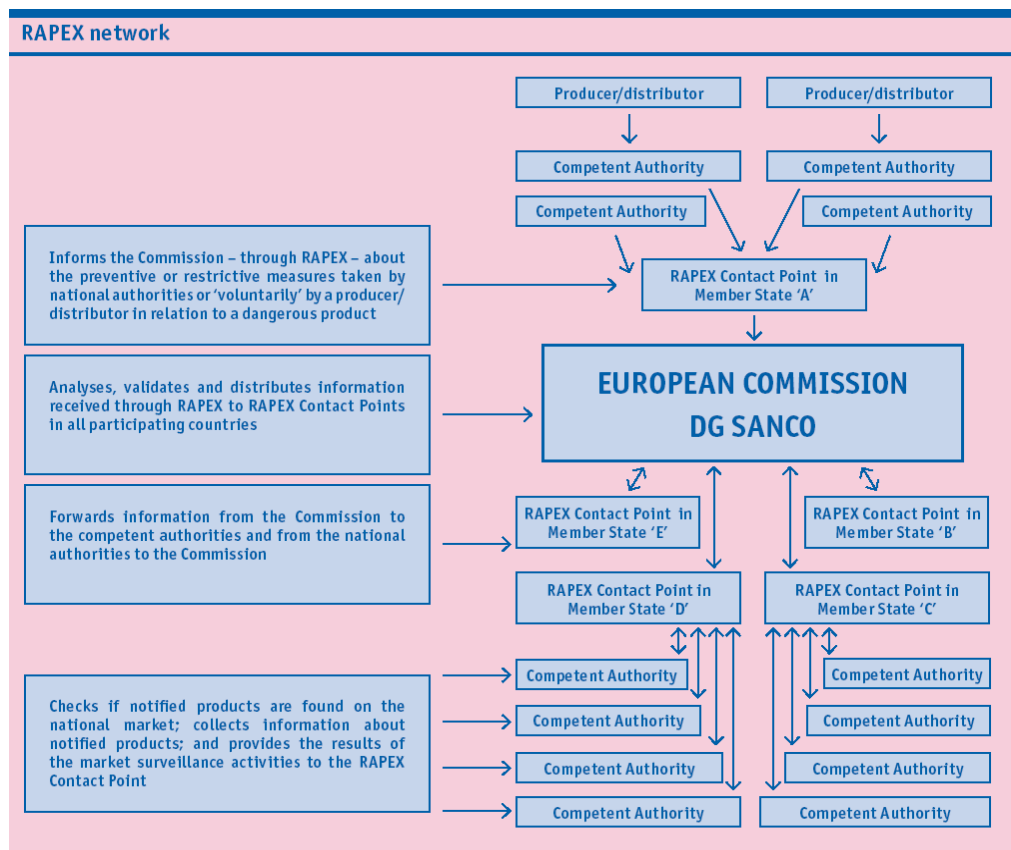 RAPEX network
Producer/distributor
Producer/distributor
Competent Authority
Competent Authority
Competent Authority
Competent Authority
Informs the Commission – through RAPEX – about
the preventive or restrictive measures taken by
national authorities or ‘voluntarily’ by a producer/
distributor in relation to a dangerous product
RAPEX Contact Point in
Member State ‘A’
Analyses, validates and distributes information
received through RAPEX to RAPEX Contact Points
in all participating countries
EUROPEAN COMMISSION
DG SANCO
Forwards information from the Commission to
the competent authorities and from the national
authorities to the Commission
RAPEX Contact Point in
Member State ‘E’
RAPEX Contact Point in
Member State ‘B’
RAPEX Contact Point in
Member State ‘D’
RAPEX Contact Point in
Member State ‘C’
Checks if notified products are found on the
national market; collects information about
notified products; and provides the results of
the market surveillance activities to the RAPEX
Contact Point
Competent Authority
Competent Authority
Competent Authority
Competent Authority
Competent Authority
Competent Authority
Competent Authority
Competent Authority